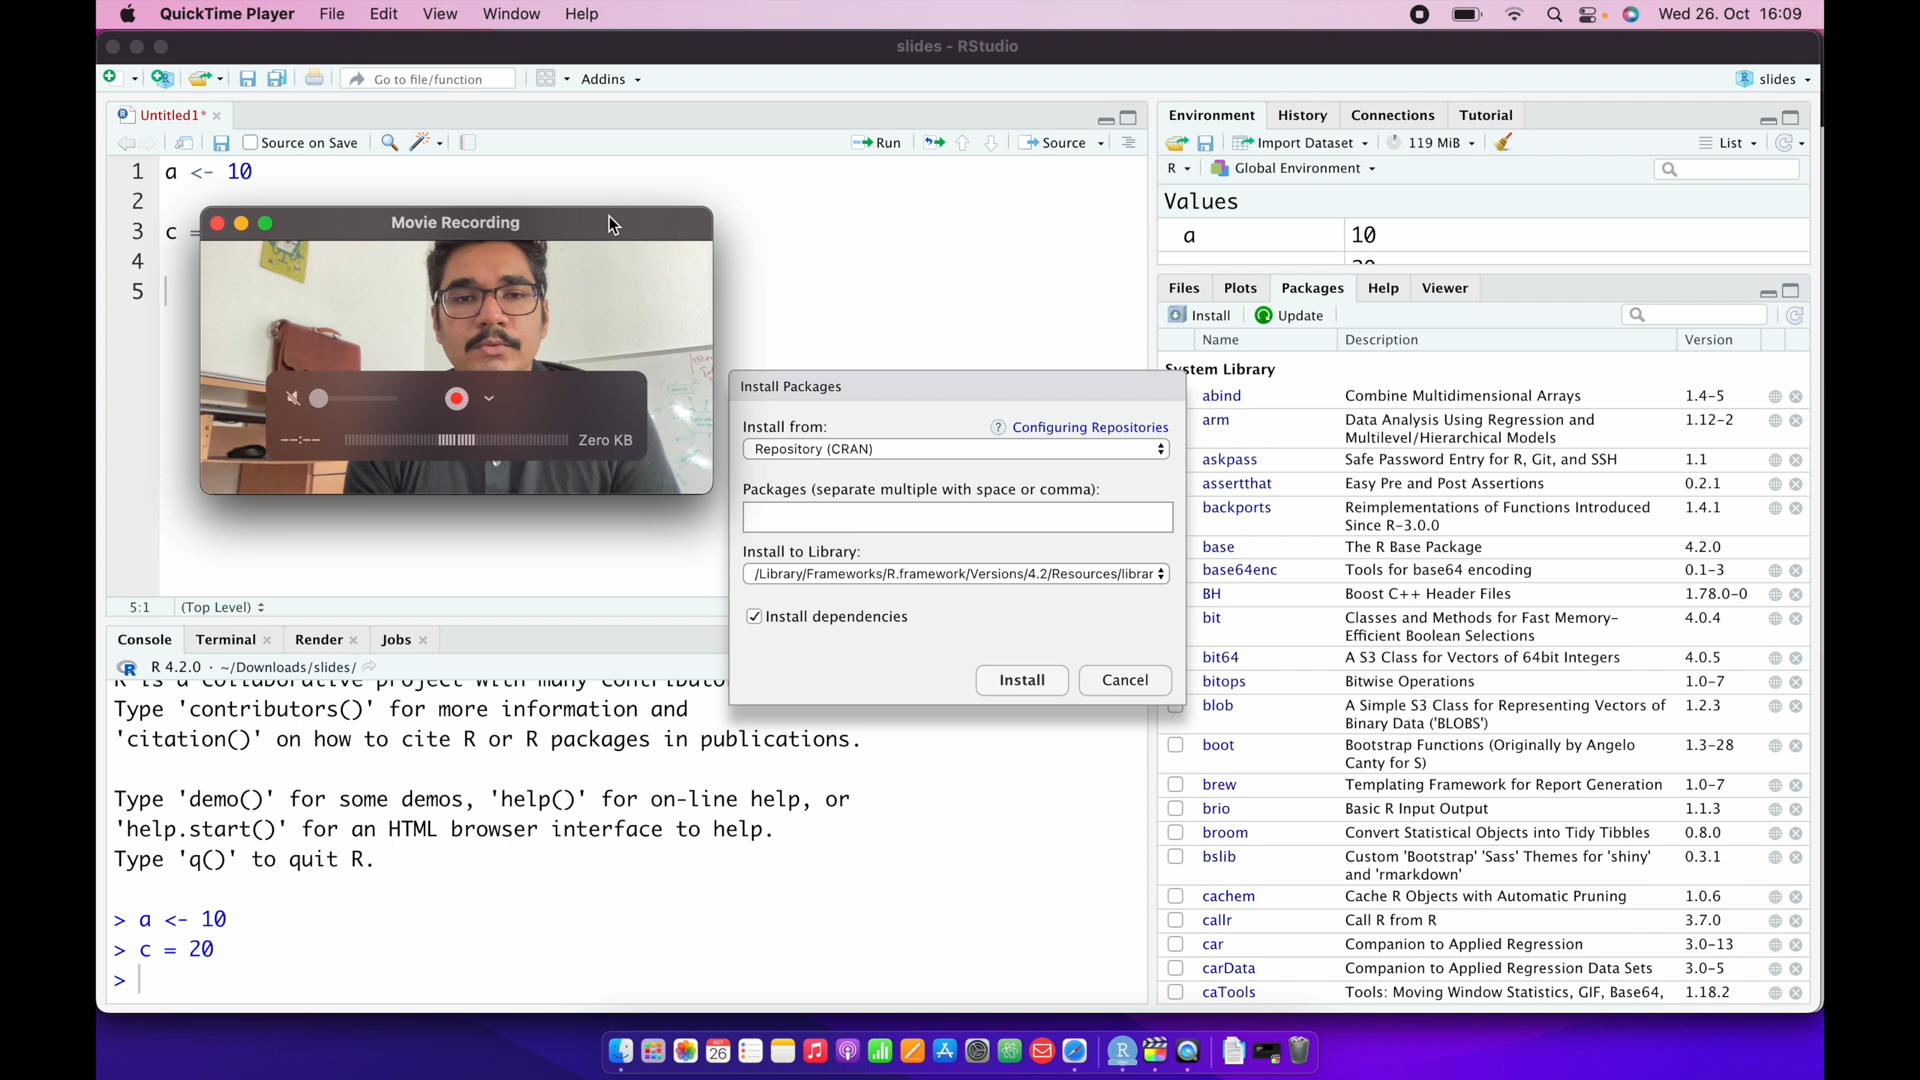 QuickTime Player File Edit View Window Help
Wed 26. Oct 16:09
slides - RStudio
Go to file/function
Addins
slides
Untitled1*
Source on Save
Run
Source
1 a <- 10
2
3 c =
4
5
5:1 (Top Level)
Movie Recording
--:--
Zero KB
Console Terminal Render Jobs
R 4.2.0 · ~/Downloads/slides/
Type 'contributors()' for more information and
'citation()' on how to cite R or R packages in publications.
Type 'demo()' for some demos, 'help()' for on-line help, or
'help.start()' for an HTML browser interface to help.
Type 'q()' to quit R.
> a <- 10
> c = 20
>
Install Packages
Install from:
? Configuring Repositories
Repository (CRAN)
Packages (separate multiple with space or comma):
Install to Library:
/Library/Frameworks/R.framework/Versions/4.2/Resources/librar
Install dependencies
Install Cancel
Environment History Connections Tutorial
Import Dataset 119 MiB List
R Global Environment
Values
a 10
Files Plots Packages Help Viewer
Install Update
Name Description Version
System Library
abind Combine Multidimensional Arrays 1.4-5
arm Data Analysis Using Regression and 1.12-2
Multilevel/Hierarchical Models
askpass Safe Password Entry for R, Git, and SSH 1.1
assertthat Easy Pre and Post Assertions 0.2.1
backports Reimplementations of Functions Introduced 1.4.1
Since R-3.0.0
base The R Base Package 4.2.0
base64enc Tools for base64 encoding 0.1-3
BH Boost C++ Header Files 1.78.0-0
bit Classes and Methods for Fast Memory- 4.0.4
Efficient Boolean Selections
bit64 A S3 Class for Vectors of 64bit Integers 4.0.5
bitops Bitwise Operations 1.0-7
blob A Simple S3 Class for Representing Vectors of 1.2.3
Binary Data ('BLOBS')
boot Bootstrap Functions (Originally by Angelo 1.3-28
Canty for S)
brew Templating Framework for Report Generation 1.0-7
brio Basic R Input Output 1.1.3
broom Convert Statistical Objects into Tidy Tibbles 0.8.0
bslib Custom 'Bootstrap' 'Sass' Themes for 'shiny' 0.3.1
and 'rmarkdown'
cachem Cache R Objects with Automatic Pruning 1.0.6
callr Call R from R 3.7.0
car Companion to Applied Regression 3.0-13
carData Companion to Applied Regression Data Sets 3.0-5
caTools Tools: Moving Window Statistics, GIF, Base64, 1.18.2
OCT
26